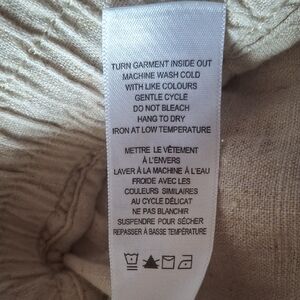 TURN GARMENT INSIDE OUT
MACHINE WASH COLD
WITH LIKE COLOURS
GENTLE CYCLE
DO NOT BLEACH
HANG TO DRY
IRON AT LOW TEMPERATURE
METTRE LE VÊTEMENT
À L'ENVERS
LAVER À LA MACHINE À L'EAU
FROIDE AVEC LES
COULEURS SIMILAIRES
AU CYCLE DÉLICAT
NE PAS BLANCHIR
SUSPENDRE POUR SÉCHER
REPASSER À BASSE TEMPÉRATURE